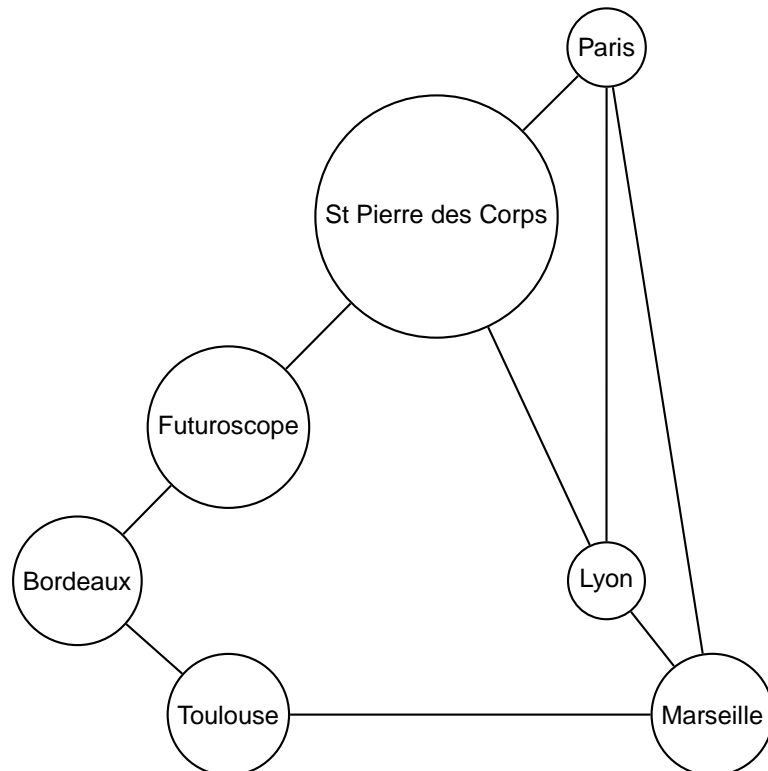 Paris
St Pierre des Corps
Futuroscope
Lyon
Bordeaux
Toulouse
Marseille